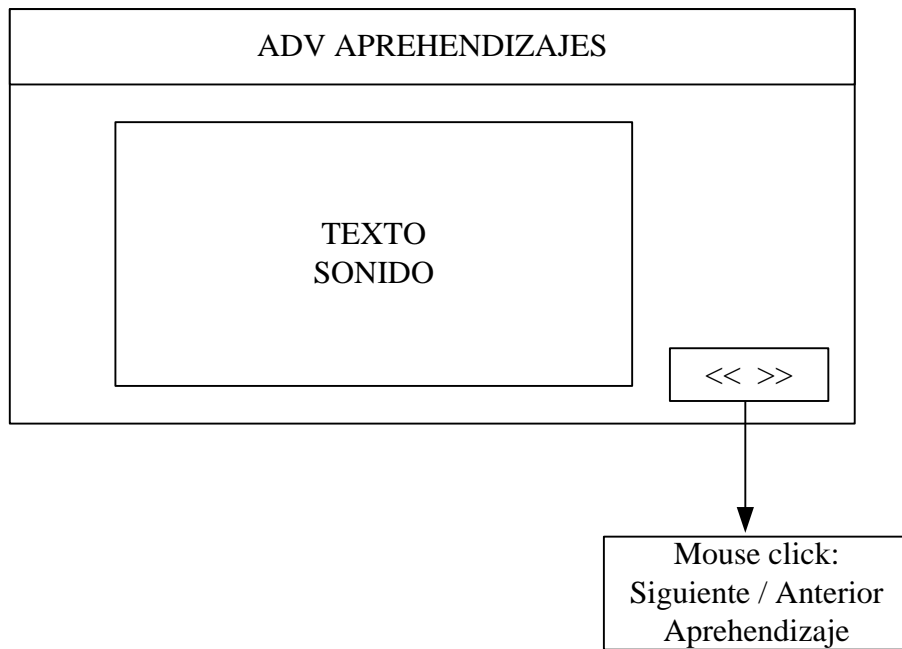 ADV APREHENDIZAJES
TEXTO
SONIDO
<< >>
Mouse click:
Siguiente / Anterior
Aprehendizaje